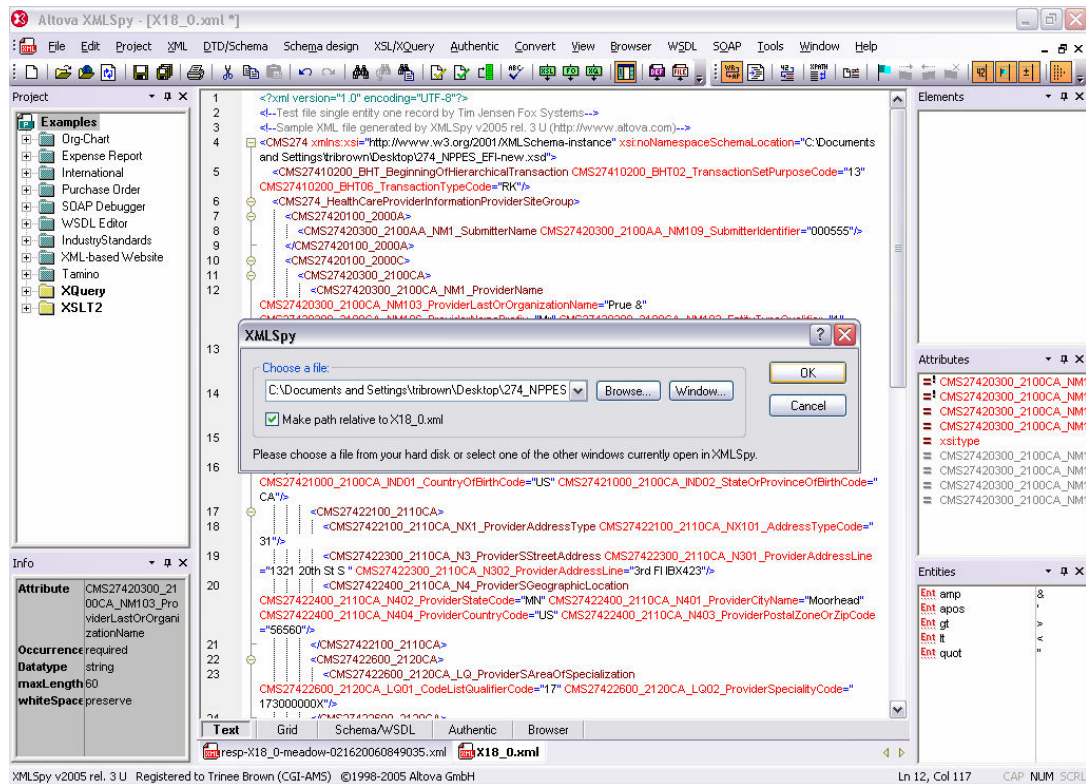 Altova XMLSpy - [X18_0.xml *]
File Edit Project XML DTD/Schema Schema design XSL/XQuery Authentic Convert View Browser WSDL SOAP Tools Window Help
Project
Examples
Org-Chart
Expense Report
International
Purchase Order
SOAP Debugger
WSDL Editor
IndustryStandards
XML-based Website
Tamino
XQuery
XSLT2
Info
Attribute CMS27420300_21
00CA_NM103_Pro
viderLastOrOrgani
zationName
Occurrence required
Datatype string
maxLength 60
whiteSpace preserve
1 <?xml version="1.0" encoding="UTF-8"?>
2 <!--Test file single entity one record by Tim Jensen Fox Systems-->
3 <!--Sample XML file generated by XMLSpy v2005 rel. 3 U (http://www.altova.com)-->
4 <CMS274 xmlns:xsi="http://www.w3.org/2001/XMLSchema-instance" xsi:noNamespaceSchemaLocation="C:\Documents
and Settings\tribrown\Desktop\274_NPPES_EFI-new.xsd">
5 <CMS27410200_BHT_BeginningOfHierarchicalTransaction CMS27410200_BHT02_TransactionSetPurposeCode="13"
CMS27410200_BHT06_TransactionTypeCode="RK"/>
6 <CMS274_HealthCareProviderInformationProviderSiteGroup>
7 <CMS27420100_2000A>
8 <CMS27420300_2100AA_NM1_SubmitterName CMS27420300_2100AA_NM109_SubmitterIdentifier="000555"/>
9 </CMS27420100_2000A>
10 <CMS27420100_2000C>
11 <CMS27420300_2100CA>
12 <CMS27420300_2100CA_NM1_ProviderName
CMS27420300_2100CA_NM103_ProviderLastOrOrganizationName="Prue &"
13
14
15
16
XMLSpy
Choose a file:
C:\Documents and Settings\tribrown\Desktop\274_NPPES
Browse...
Window...
OK
Cancel
Make path relative to X18_0.xml
Please choose a file from your hard disk or select one of the other windows currently open in XMLSpy.
CMS27421000_2100CA_IND01_CountryOfBirthCode="US" CMS27421000_2100CA_IND02_StateOrProvinceOfBirthCode="
CA"/>
17 <CMS27422100_2110CA>
18 <CMS27422100_2110CA_NX1_ProviderAddressType CMS27422100_2110CA_NX101_AddressTypeCode="
31"/>
19 <CMS27422300_2110CA_N3_ProviderSStreetAddress CMS27422300_2110CA_N301_ProviderAddressLine
="1321 20th St S " CMS27422300_2110CA_N302_ProviderAddressLine="3rd Fl IBX423"/>
20 <CMS27422400_2110CA_N4_ProviderSGeographicLocation
CMS27422400_2110CA_N402_ProviderStateCode="MN" CMS27422400_2110CA_N401_ProviderCityName="Moorhead"
CMS27422400_2110CA_N404_ProviderCountryCode="US" CMS27422400_2110CA_N403_ProviderPostalZoneOrZipCode
="56560"/>
21 </CMS27422100_2110CA>
22 <CMS27422600_2120CA>
23 <CMS27422600_2120CA_LQ_ProviderSAreaOfSpecialization
CMS27422600_2120CA_LQ01_CodeListQualifierCode="17" CMS27422600_2120CA_LQ02_ProviderSpecialityCode="
173000000X"/>
Text Grid Schema/WSDL Authentic Browser
resp-X18_0-meadow-021620060849035.xml X18_0.xml
Elements
Attributes
CMS27420300_2100CA_NM1
CMS27420300_2100CA_NM1
CMS27420300_2100CA_NM1
CMS27420300_2100CA_NM1
xsi:type
CMS27420300_2100CA_NM1
CMS27420300_2100CA_NM1
CMS27420300_2100CA_NM1
CMS27420300_2100CA_NM1
Entities
Ent amp &
Ent apos '
Ent gt >
Ent lt <
Ent quot "
XMLSpy v2005 rel. 3 U Registered to Trinee Brown (CGI-AMS) ©1998-2005 Altova GmbH
Ln 12, Col 117 CAP NUM SCRL